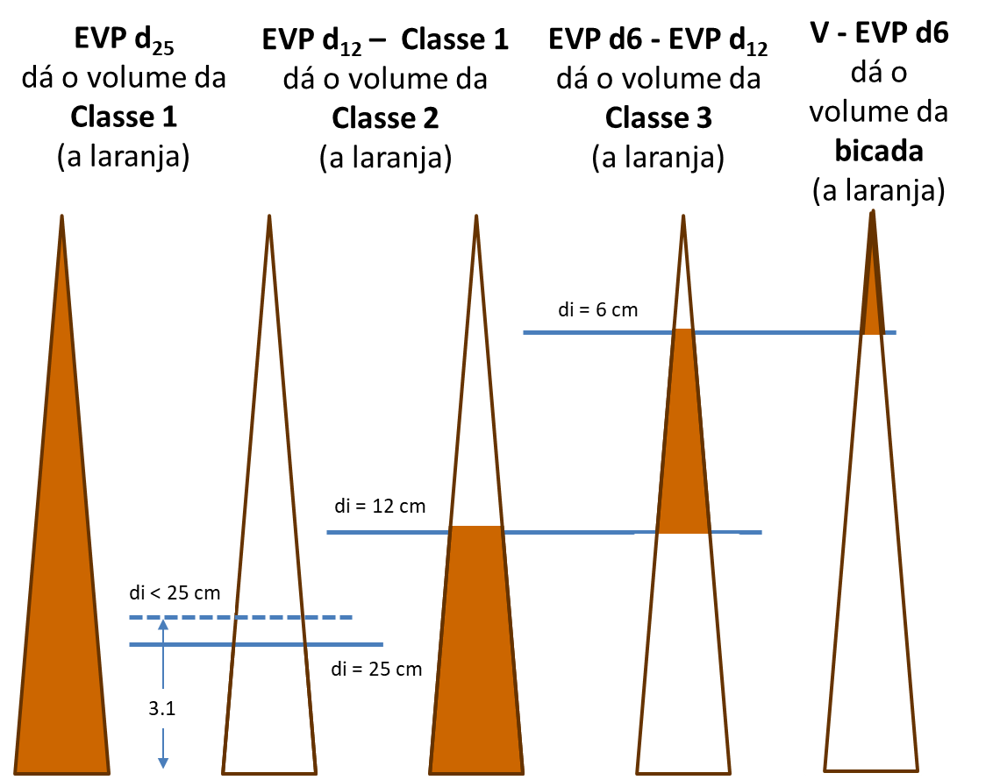 EVP d25
dá o volume da
Classe 1
(a laranja)
EVP d12 – Classe 1
dá o volume da
Classe 2
(a laranja)
EVP d6 - EVP d12
dá o volume da
Classe 3
(a laranja)
V - EVP d6
dá o
volume da
bicada
(a laranja)
di = 6 cm
di = 12 cm
di < 25 cm
di = 25 cm
3.1